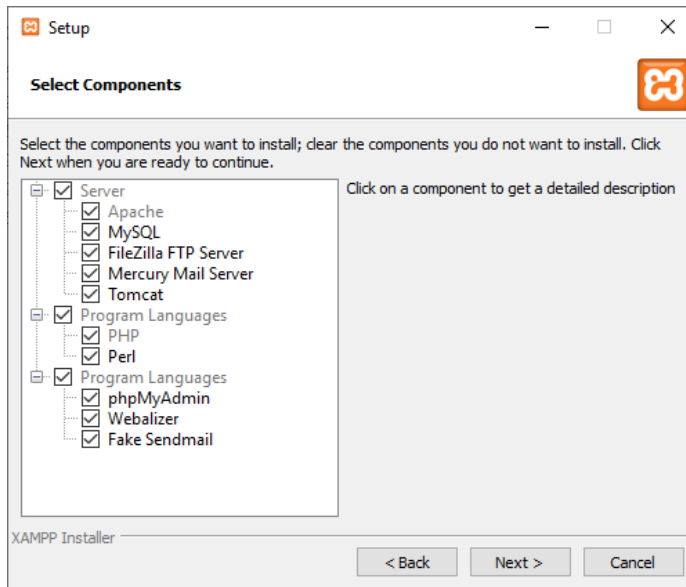 Setup
Select Components
Select the components you want to install; clear the components you do not want to install. Click
Next when you are ready to continue.
Server
Click on a component to get a detailed description
Apache
MySQL
FileZilla FTP Server
Mercury Mail Server
Tomcat
Program Languages
PHP
Perl
Program Languages
phpMyAdmin
Webalizer
Fake Sendmail
XAMPP Installer
< Back
Next >
Cancel